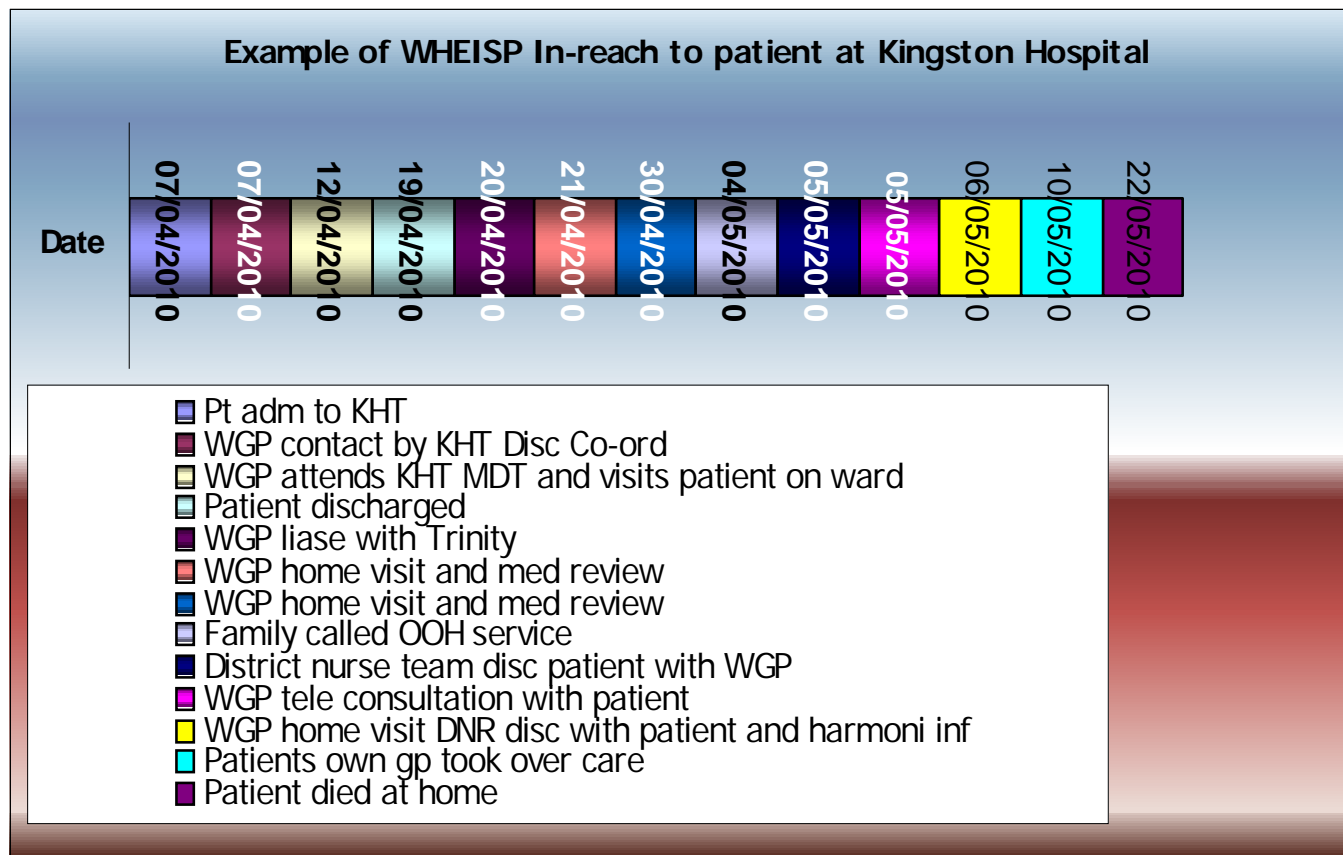 Example of WHEISP In-reach to patient at Kingston Hospital
Date
07/04/2010
07/04/2010
12/04/2010
19/04/2010
20/04/2010
21/04/2010
30/04/2010
04/05/2010
05/05/2010
05/05/2010
06/05/2010
10/05/2010
22/05/2010
Pt adm to KHT
WGP contact by KHT Disc Co-ord
WGP attends KHT MDT and visits patient on ward
Patient discharged
WGP liase with Trinity
WGP home visit and med review
WGP home visit and med review
Family called OOH service
District nurse team disc patient with WGP
WGP tele consultation with patient
WGP home visit DNR disc with patient and harmoni inf
Patients own gp took over care
Patient died at home